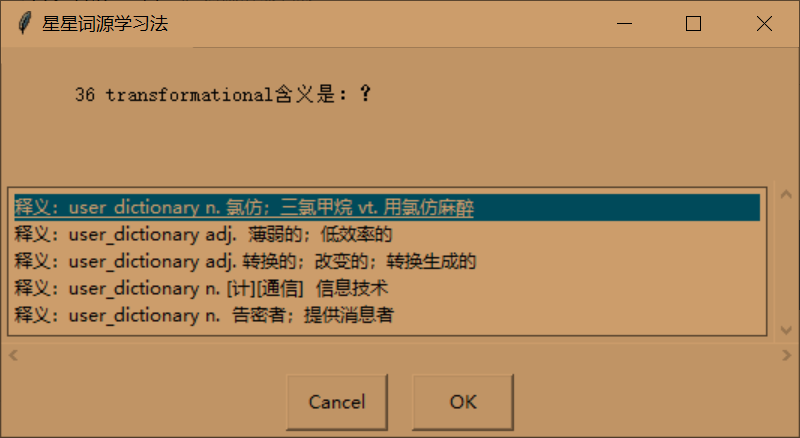 星星词源学习法
36 transformational含义是：？
释义：user_dictionary n. 氯仿；三氯甲烷 vt. 用氯仿麻醉
释义：user_dictionary adj.  薄弱的；低效率的
释义：user_dictionary adj. 转换的；改变的；转换生成的
释义：user_dictionary n. [计][通信]  信息技术
释义：user_dictionary n.  告密者；提供消息者
Cancel OK